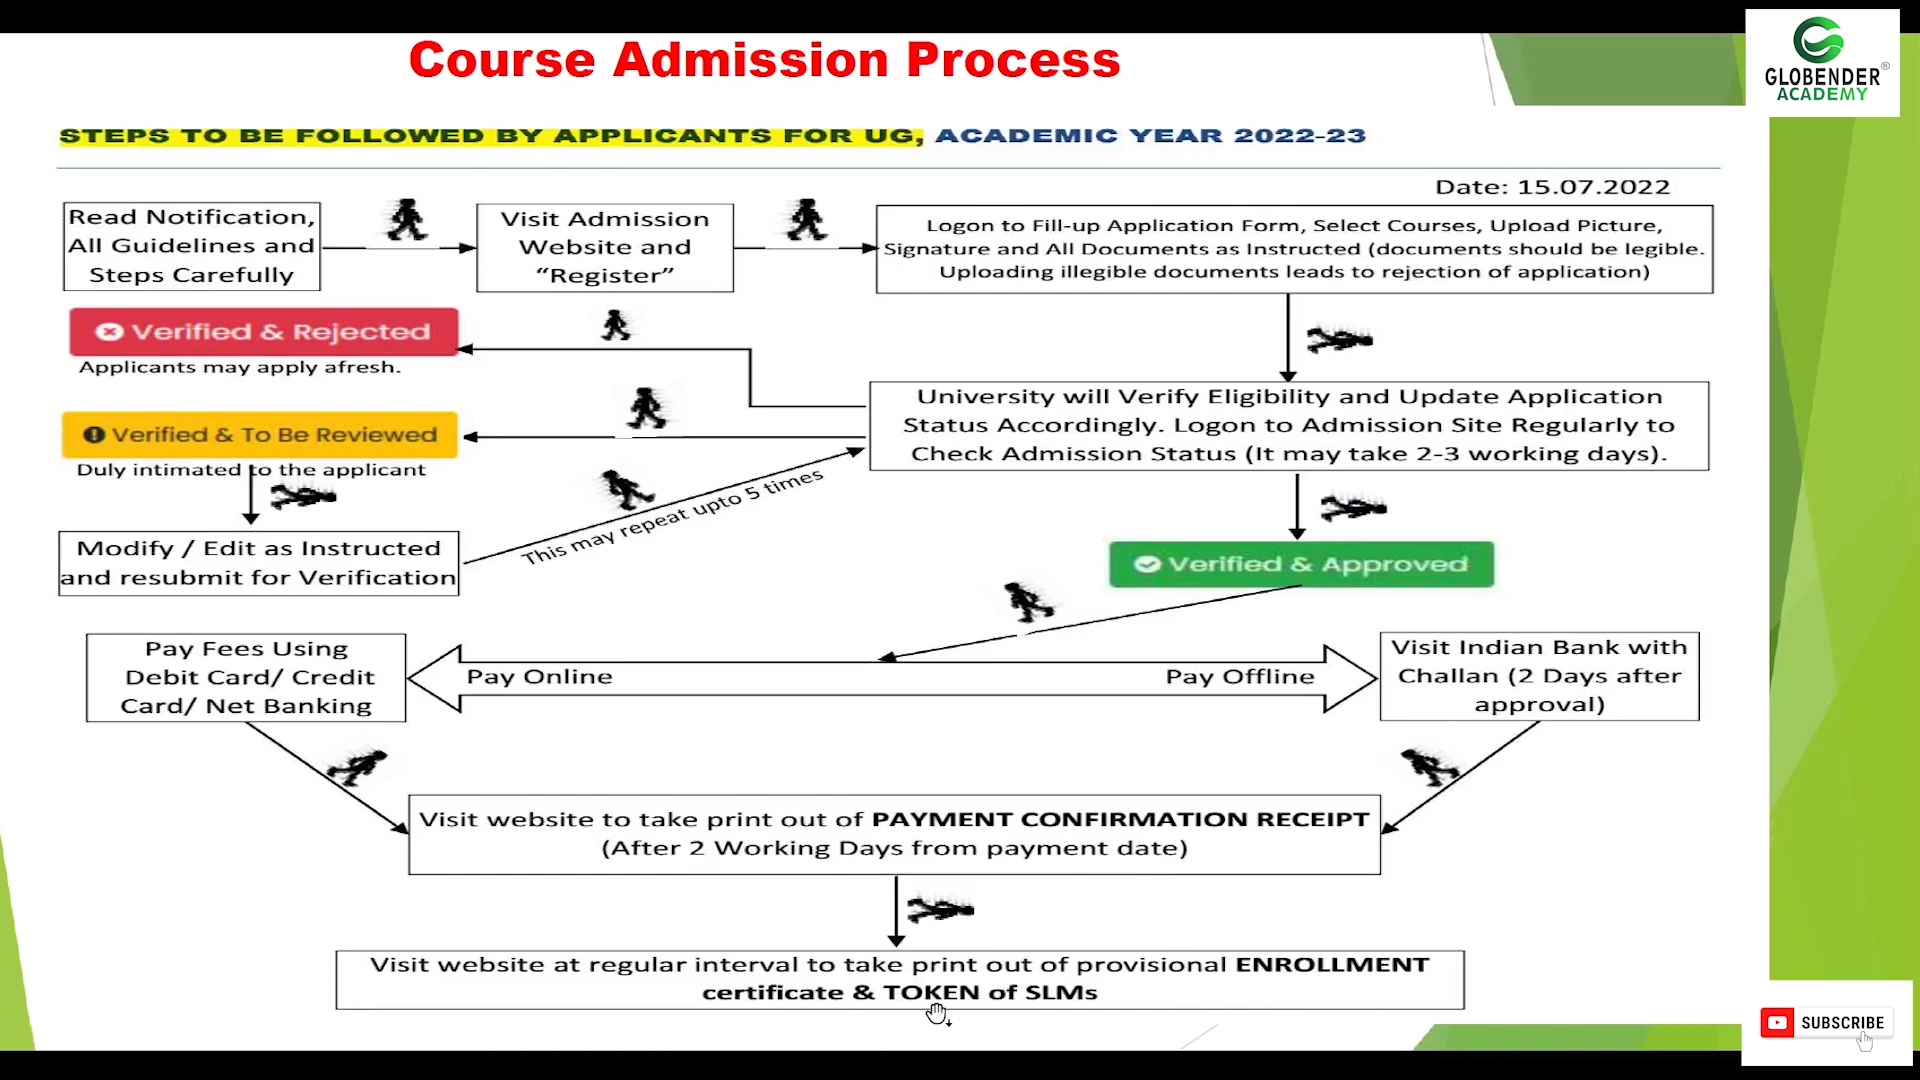 Course Admission Process
GLOBENDER®
ACADEMY
STEPS TO BE FOLLOWED BY APPLICANTS FOR UG, ACADEMIC YEAR 2022-23
Date: 15.07.2022
Read Notification,
All Guidelines and
Steps Carefully
Visit Admission
Website and
“Register”
Logon to Fill-up Application Form, Select Courses, Upload Picture,
Signature and All Documents as Instructed (documents should be legible.
Uploading illegible documents leads to rejection of application)
Verified & Rejected
Applicants may apply afresh.
University will Verify Eligibility and Update Application
Status Accordingly. Logon to Admission Site Regularly to
Check Admission Status (It may take 2-3 working days).
Verified & To Be Reviewed
Duly intimated to the applicant
This may repeat upto 5 times
Modify / Edit as Instructed
and resubmit for Verification
Verified & Approved
Pay Fees Using
Debit Card/ Credit
Card/ Net Banking
Pay Online
Pay Offline
Visit Indian Bank with
Challan (2 Days after
approval)
Visit website to take print out of PAYMENT CONFIRMATION RECEIPT
(After 2 Working Days from payment date)
Visit website at regular interval to take print out of provisional ENROLLMENT
certificate & TOKEN of SLMs
SUBSCRIBE